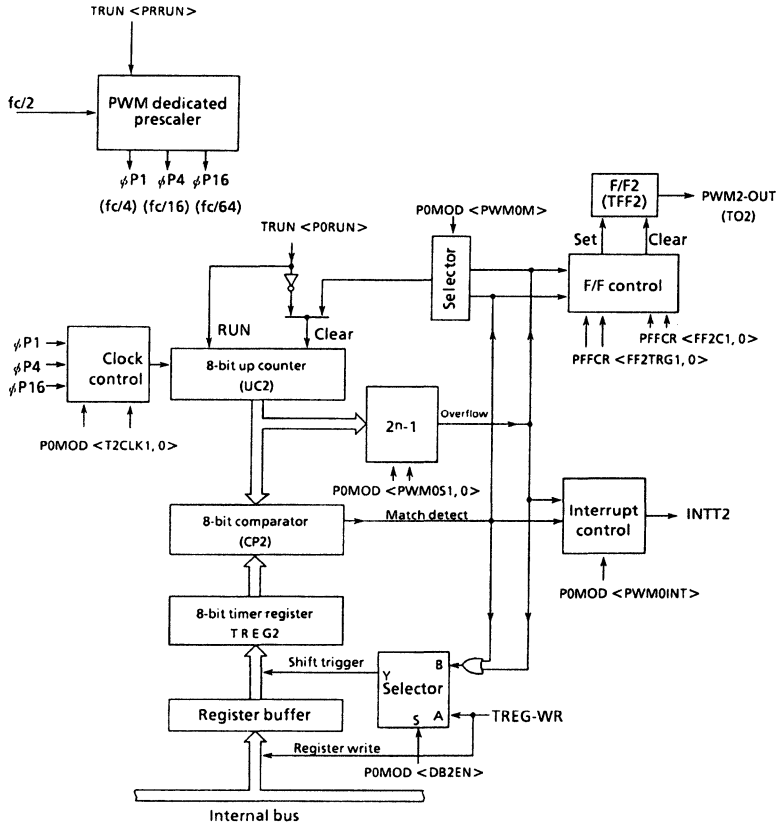 TRUN <PRRUN>
fc/2
PWM dedicated
prescaler
φP1 φP4 φP16
(fc/4) (fc/16) (fc/64)
TRUN <P0RUN>
P0MOD <PWM0M>
Selector
F/F2
(TFF2)
PWM2-OUT
(TO2)
Set
Clear
F/F control
PFFCR <FF2C1, 0>
PFFCR <FF2TRG1, 0>
RUN
Clear
φP1
φP4
φP16
Clock
control
8-bit up counter
(UC2)
P0MOD <T2CLK1, 0>
2n-1
Overflow
P0MOD <PWM0S1, 0>
8-bit comparator
(CP2)
Match detect
Interrupt
control
INTT2
P0MOD <PWM0INT>
8-bit timer register
TREG2
Shift trigger
Y
B
Selector
S
A
TREG-WR
Register buffer
Register write
P0MOD <DB2EN>
Internal bus